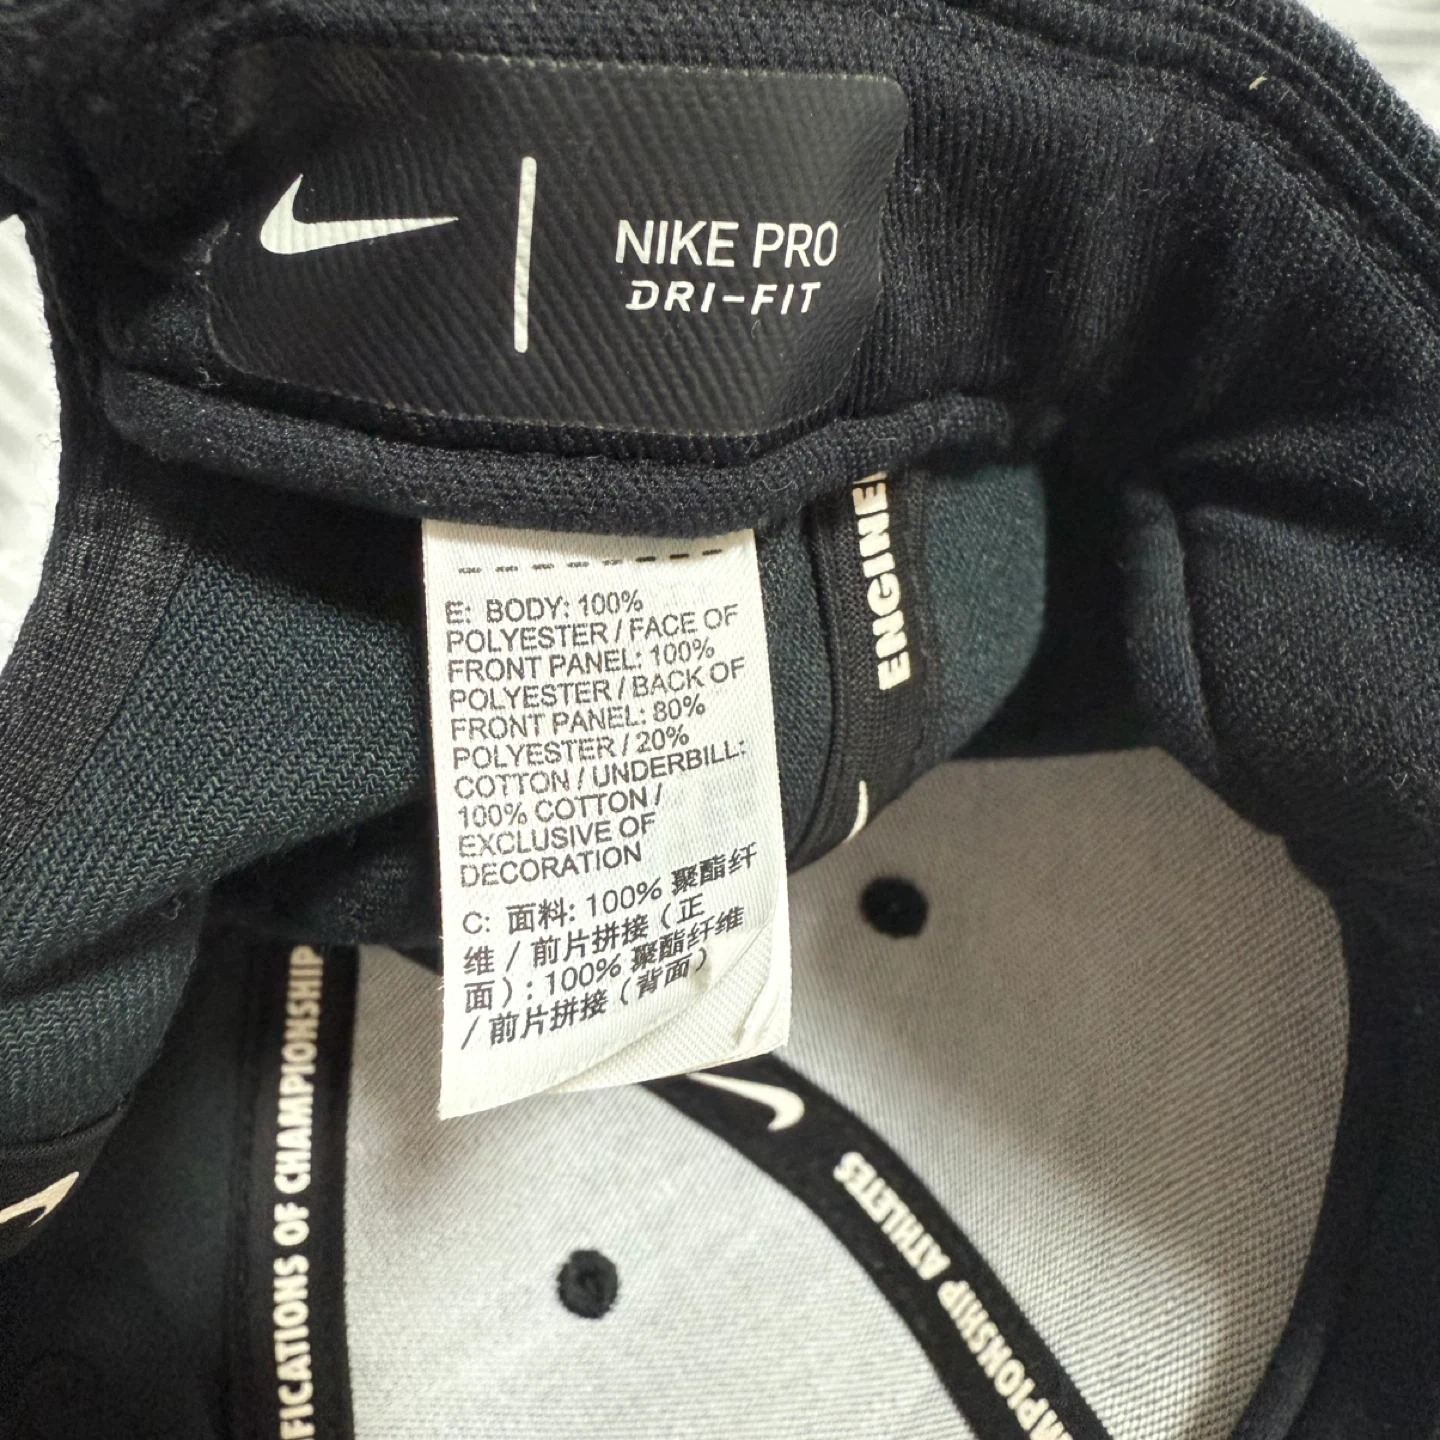 NIKE PRO
DRI-FIT
E: BODY: 100%
POLYESTER / FACE OF
FRONT PANEL: 100%
POLYESTER / BACK OF
FRONT PANEL: 80%
POLYESTER / 20%
COTTON / UNDERBILL:
100% COTTON /
EXCLUSIVE OF
DECORATION
C: 面料: 100% 聚酯纤
维 / 前片拼接（正
面）: 100% 聚酯纤维
/ 前片拼接（背面）
OF CHAMPIONSHIP
CHAMPIONSHIP ATHLETES